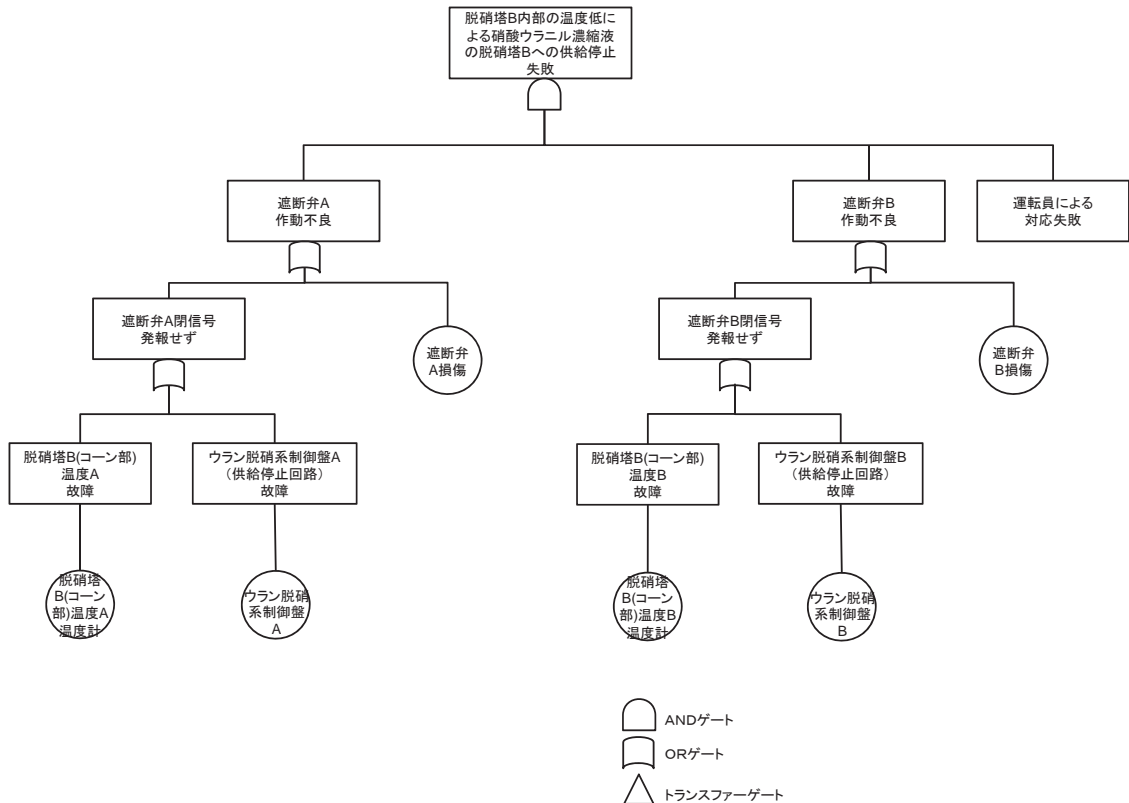 脱硝塔B内部の温度低に
よる硝酸ウラニル濃縮液
の脱硝塔Bへの供給停止
失敗
遮断弁A
作動不良
遮断弁B
作動不良
運転員による
対応失敗
遮断弁A閉信号
発報せず
遮断弁
A損傷
遮断弁B閉信号
発報せず
遮断弁
B損傷
脱硝塔B(コーン部)
温度A
故障
ウラン脱硝系制御盤A
(供給停止回路)
故障
脱硝塔B(コーン部)
温度B
故障
ウラン脱硝系制御盤B
(供給停止回路)
故障
脱硝塔
B(コーン
部)温度A
温度計
ウラン脱硝
系制御盤
A
脱硝塔
B(コーン
部)温度B
温度計
ウラン脱硝
系制御盤
B
ANDゲート
ORゲート
トランスファーゲート